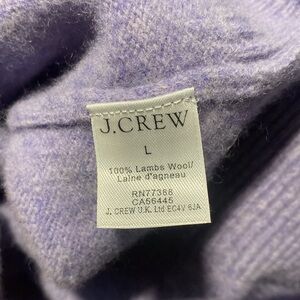 J.CREW
L
100% Lambs Wool/
Laine d'agneau
RN77388
CA56445
J. CREW U.K. Ltd EC4V 6JA